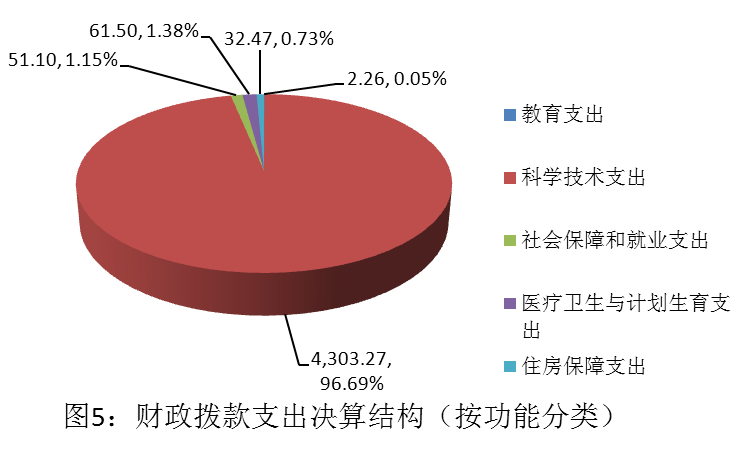 61.50, 1.38%
32.47, 0.73%
51.10, 1.15%
2.26, 0.05%
教育支出
科学技术支出
社会保障和就业支出
医疗卫生与计划生育支
出
住房保障支出
4,303.27,
96.69%
图5：财政拨款支出决算结构（按功能分类）